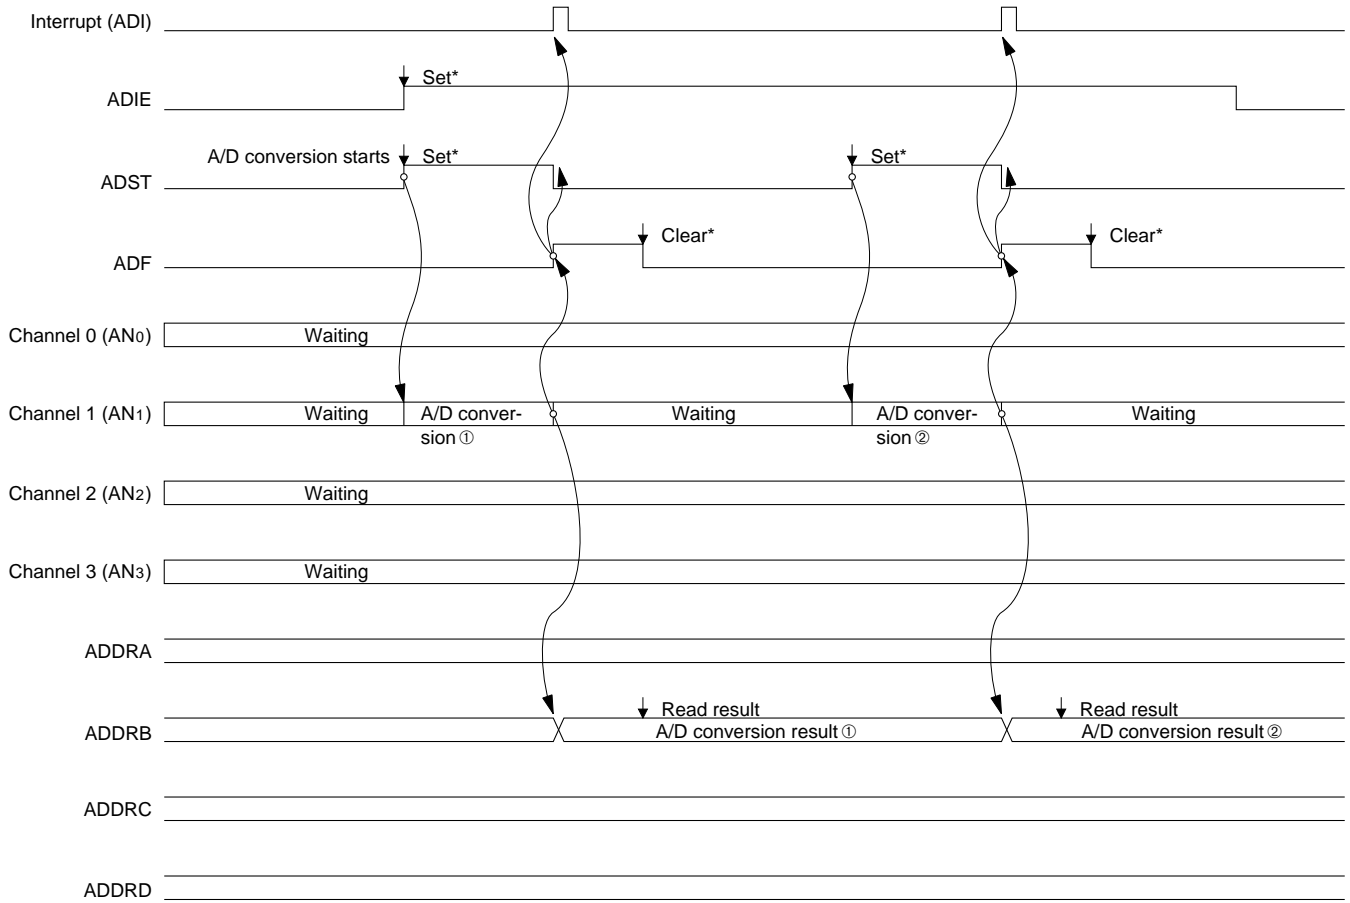 Interrupt (ADI)
Set*
ADIE
A/D conversion starts Set* Set*
ADST
Clear* Clear*
ADF
Channel 0 (AN0) Waiting
Channel 1 (AN1) Waiting A/D conver- Waiting A/D conver- Waiting
sion ① sion ②
Channel 2 (AN2) Waiting
Channel 3 (AN3) Waiting
ADDRA
Read result Read result
ADDRB A/D conversion result ① A/D conversion result ②
ADDRC
ADDRD